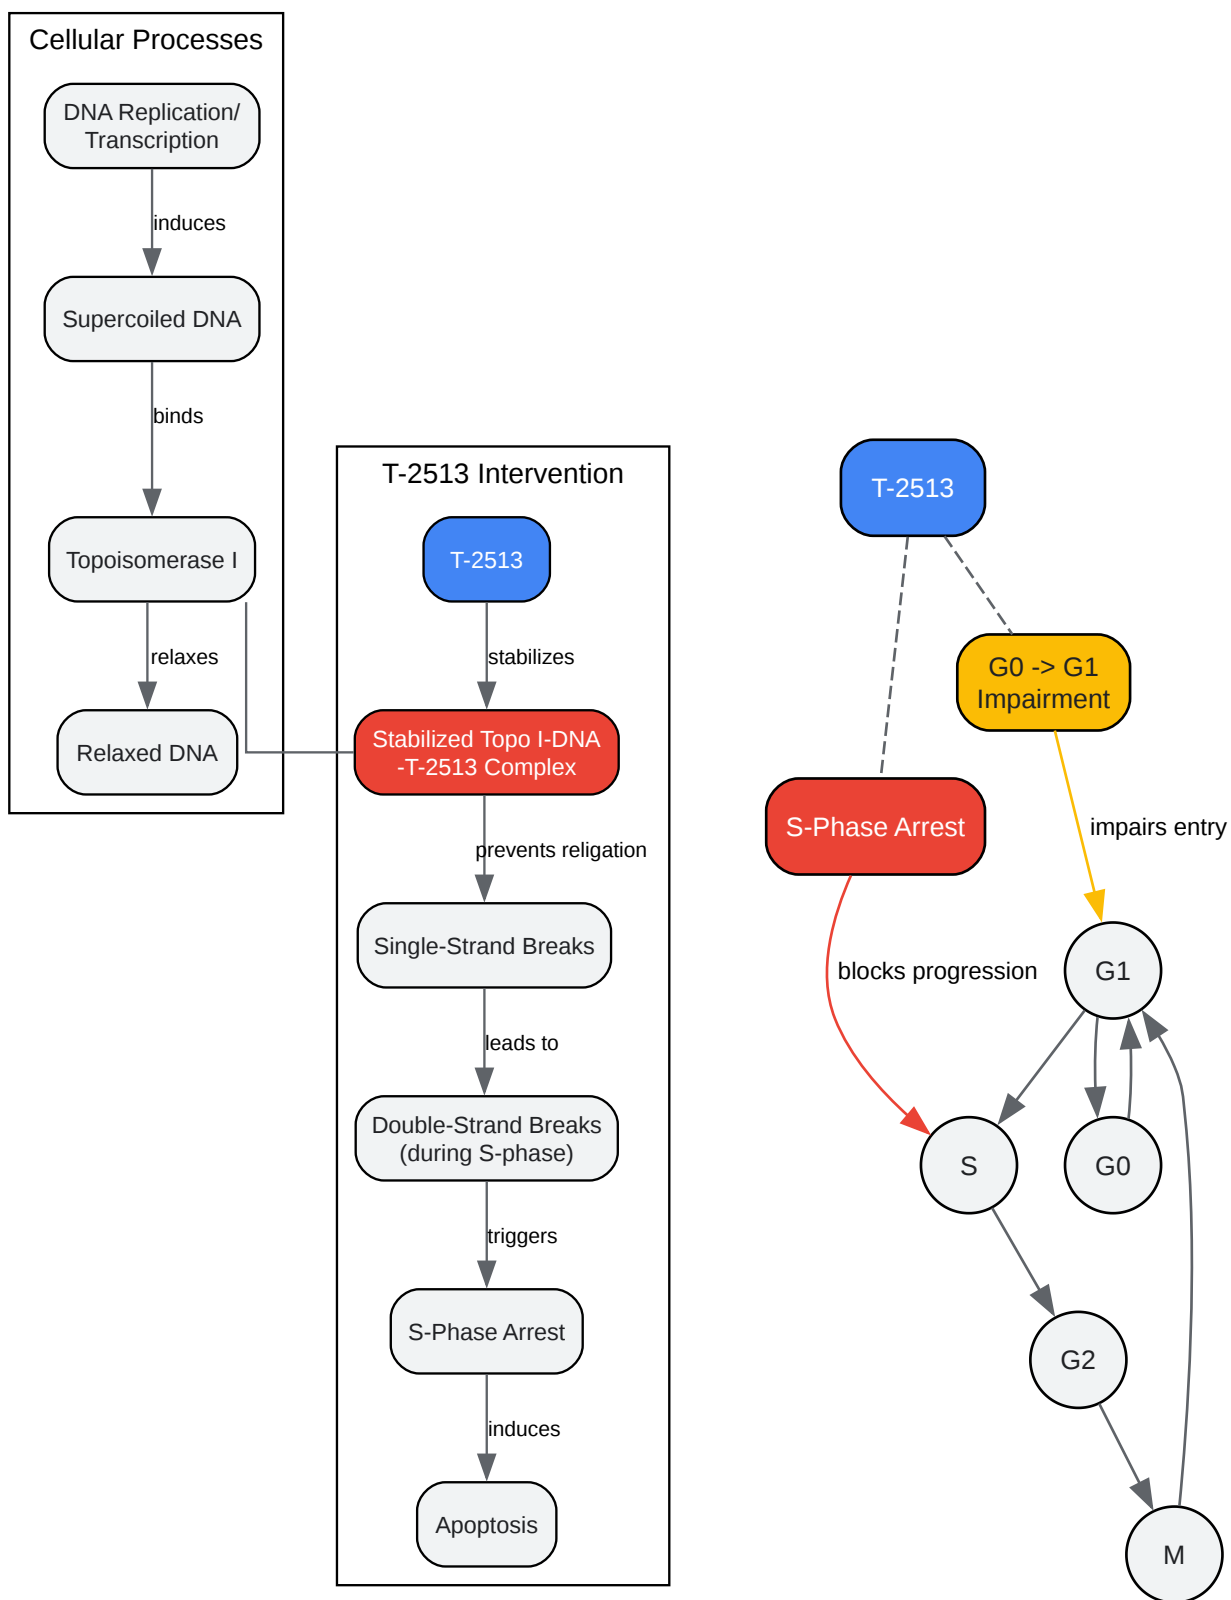 Cellular Processes
DNA Replication/
Transcription
induces
Supercoiled DNA
binds
Topoisomerase I
relaxes
Relaxed DNA
T-2513 Intervention
T-2513
stabilizes
Stabilized Topo I-DNA
-T-2513 Complex
prevents religation
Single-Strand Breaks
leads to
Double-Strand Breaks
(during S-phase)
triggers
S-Phase Arrest
induces
Apoptosis
T-2513
G0 -> G1
Impairment
S-Phase Arrest
impairs entry
blocks progression
G1
S
G0
G2
M